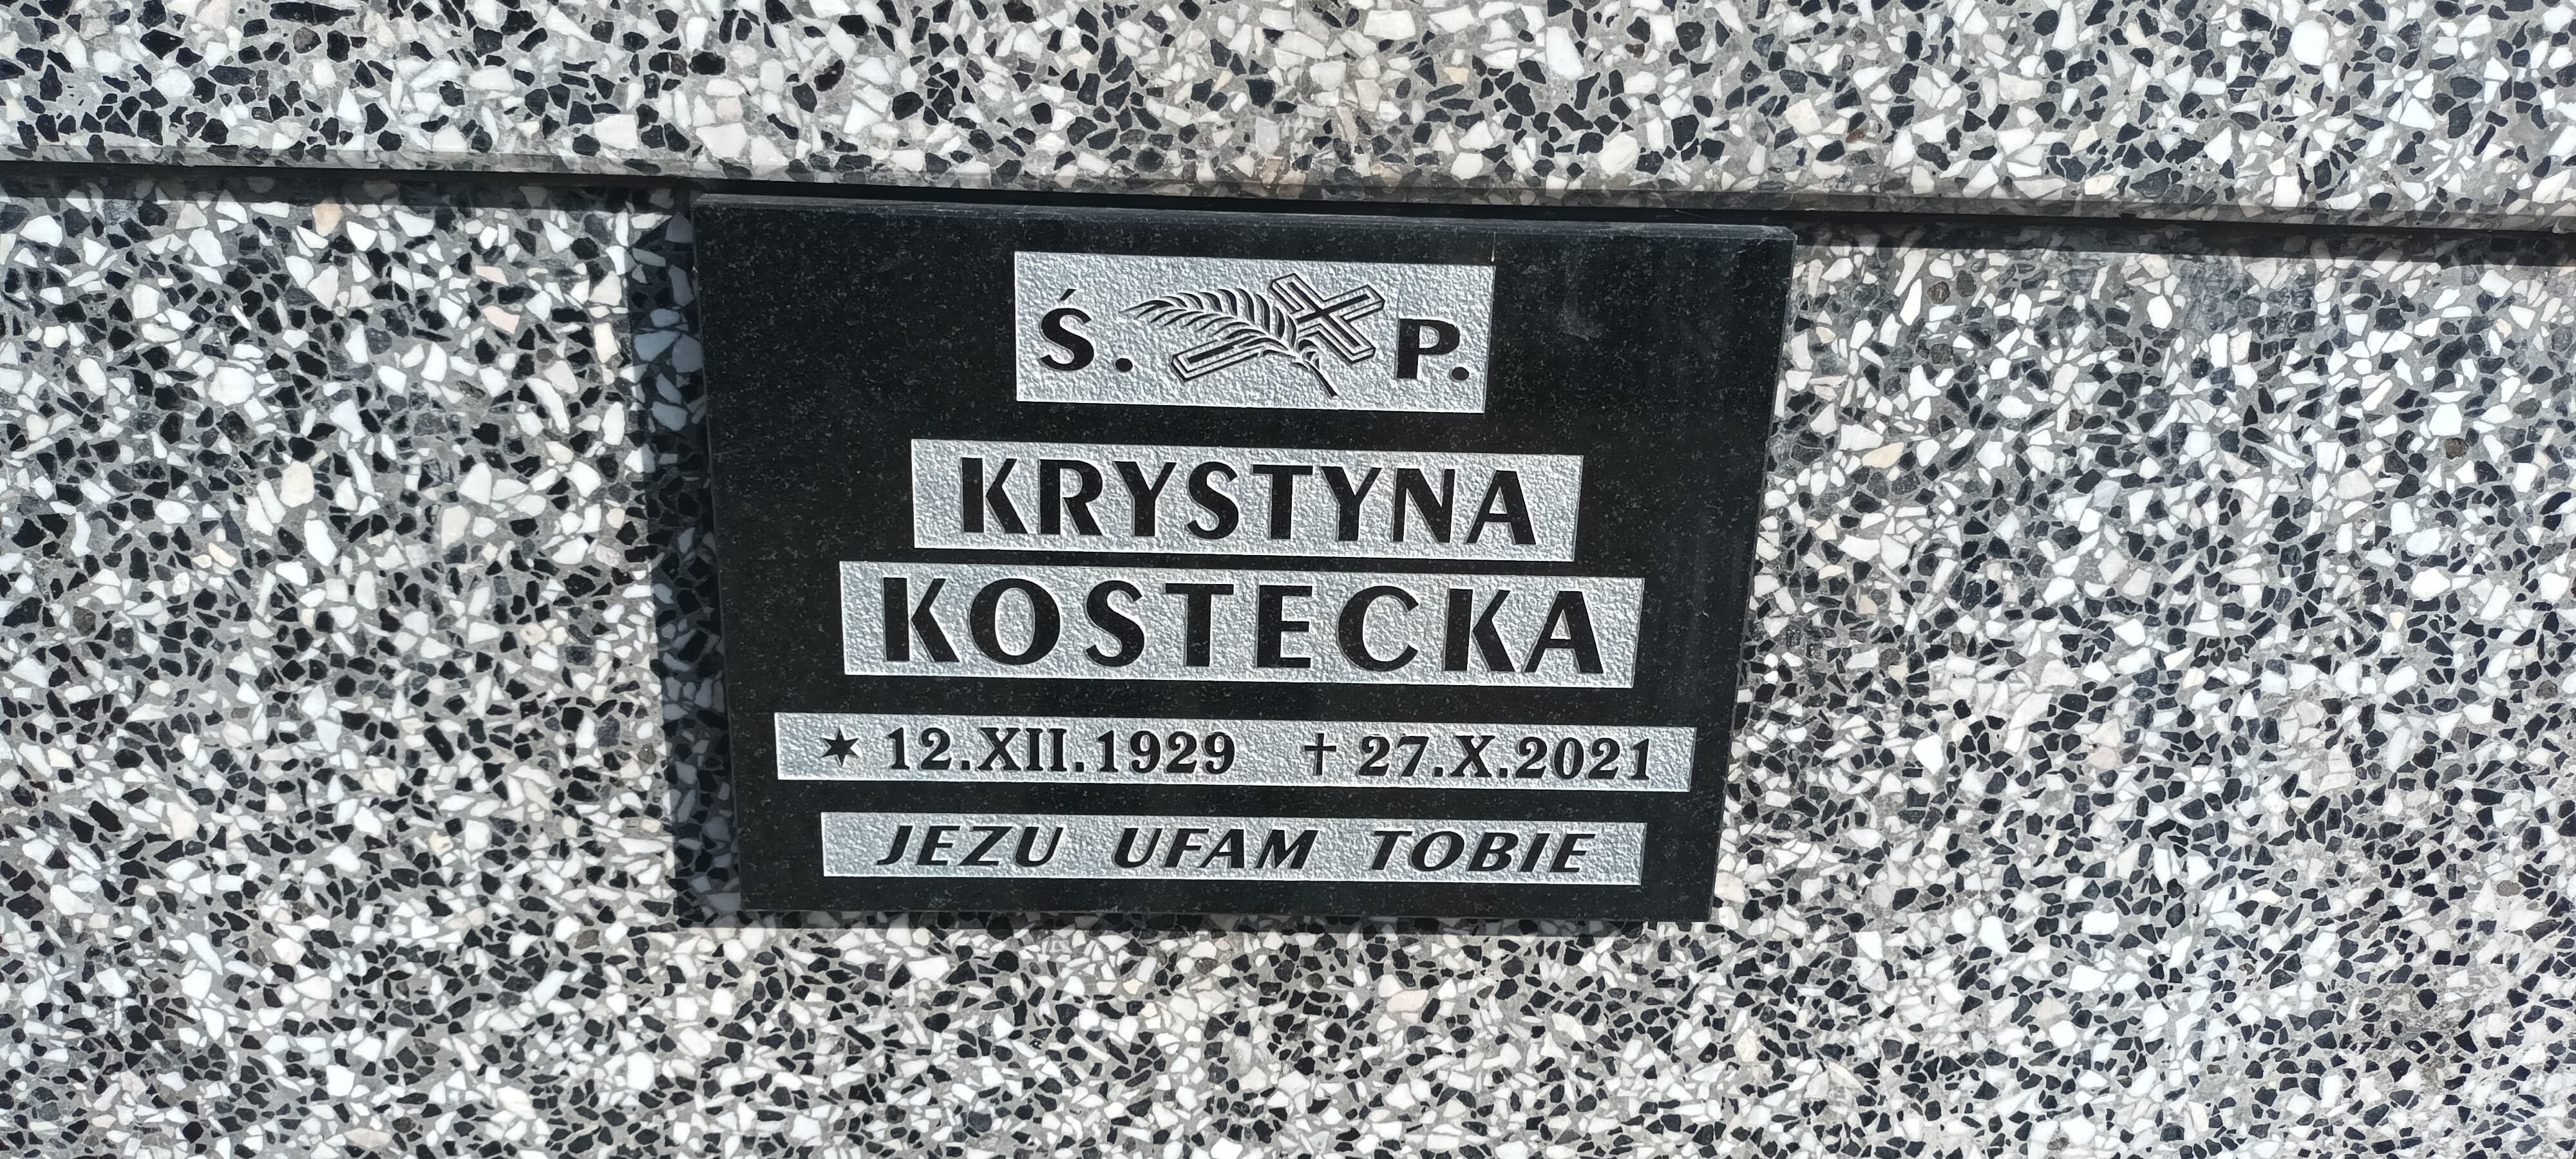 Ś. P.
KRYSTYNA
KOSTECKA
★ 12.XII.1929 † 27.X.2021
JEZU UFAM TOBIE